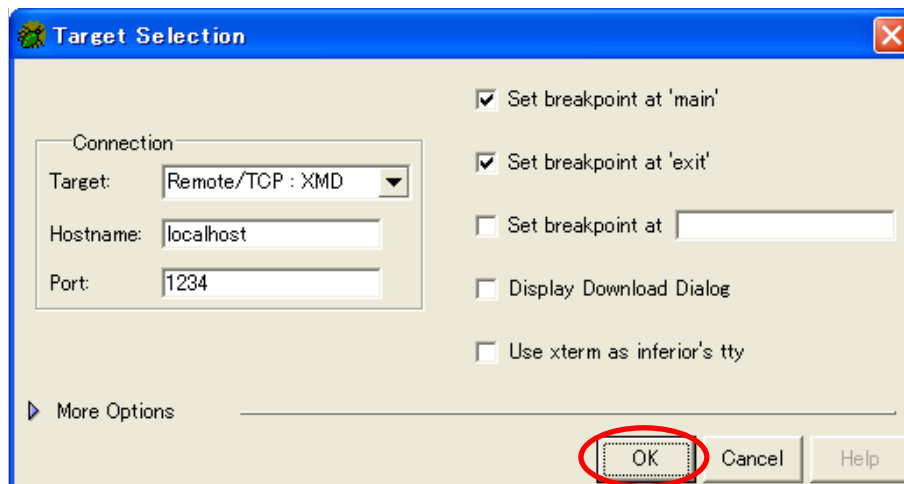 Target Selection
Connection
Target: Remote/TCP : XMD
Hostname: localhost
Port: 1234
Set breakpoint at 'main'
Set breakpoint at 'exit'
Set breakpoint at
Display Download Dialog
Use xterm as inferior's tty
More Options
OK Cancel Help